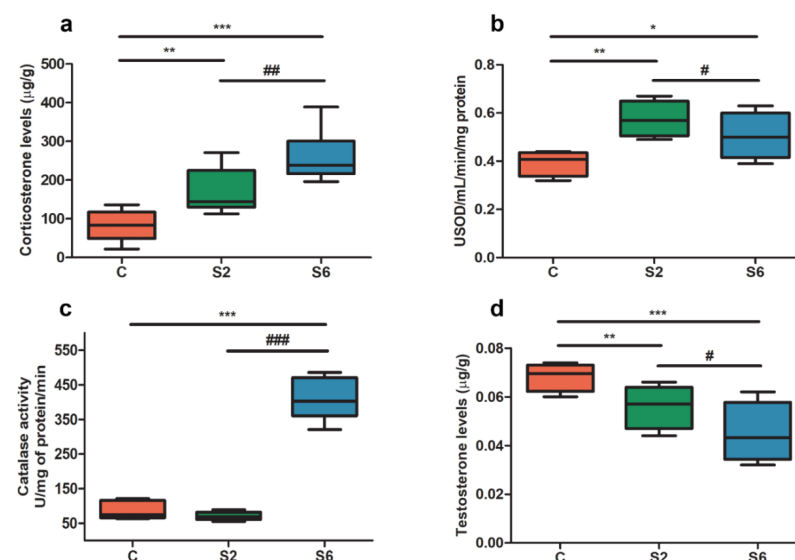 a
***
**
##
Corticosterone levels (µg/g)
500
400
300
200
100
0
C S2 S6
b
*
**
#
USOD/mL/min/mg protein
0.8
0.6
0.4
0.2
0.0
C S2 S6
c
***
###
Catalase activity
U/mg of protein/min
550
450
350
250
150
50
C S2 S6
d
***
**
#
Testosterone levels (µg/g)
0.08
0.06
0.04
0.02
0.00
C S2 S6